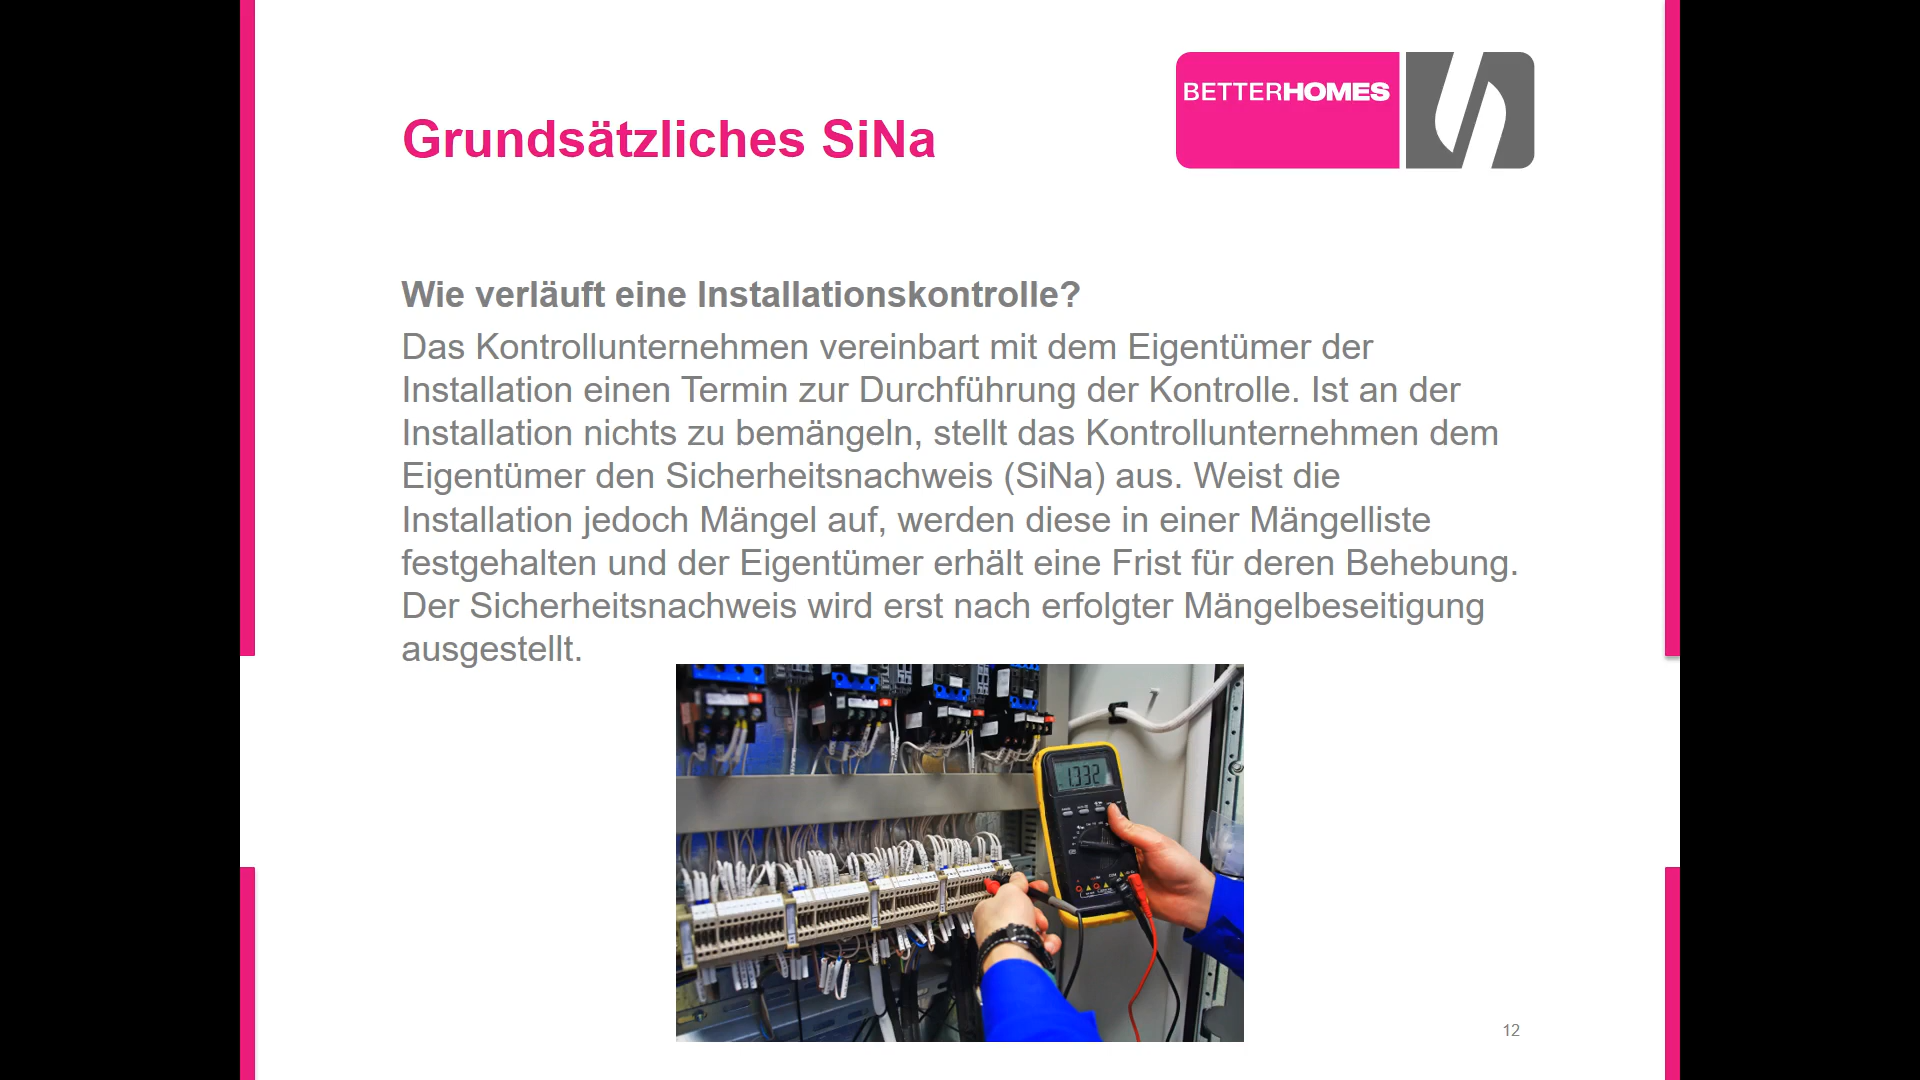 BETTERHOMES
Grundsätzliches SiNa
Wie verläuft eine Installationskontrolle?
Das Kontrollunternehmen vereinbart mit dem Eigentümer der
Installation einen Termin zur Durchführung der Kontrolle. Ist an der
Installation nichts zu bemängeln, stellt das Kontrollunternehmen dem
Eigentümer den Sicherheitsnachweis (SiNa) aus. Weist die
Installation jedoch Mängel auf, werden diese in einer Mängelliste
festgehalten und der Eigentümer erhält eine Frist für deren Behebung.
Der Sicherheitsnachweis wird erst nach erfolgter Mängelbeseitigung
ausgestellt.
1332
12